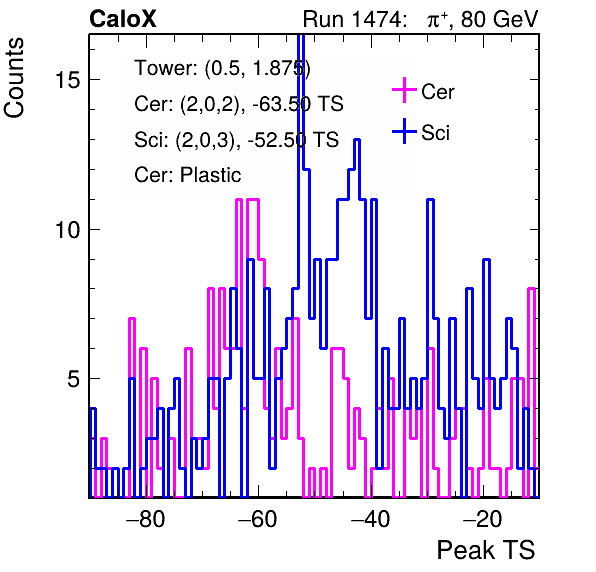 CaloX
Run 1474: π⁺, 80 GeV
Counts
Tower: (0.5, 1.875)
Cer: (2,0,2), -63.50 TS
Sci: (2,0,3), -52.50 TS
Cer: Plastic
Cer
Sci
15
10
5
−80 −60 −40 −20
Peak TS